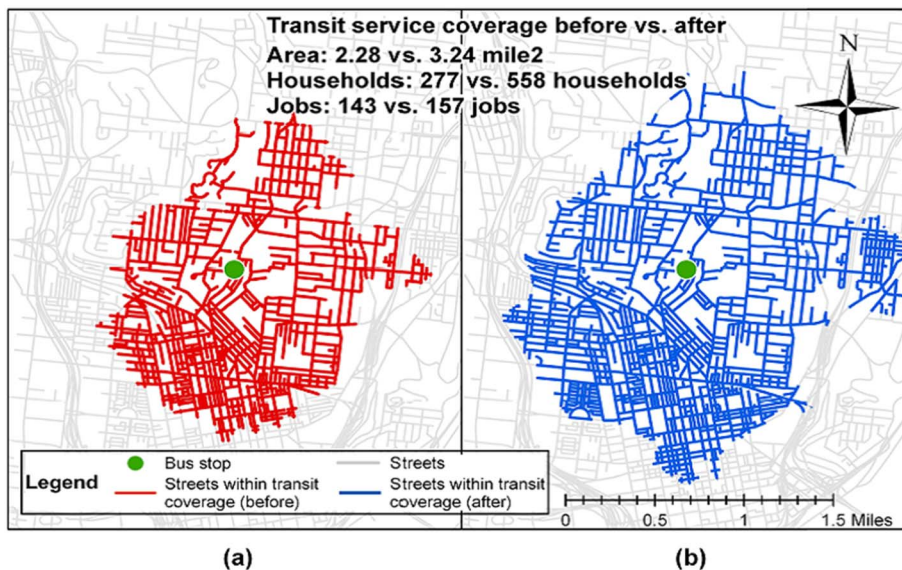 Transit service coverage before vs. after
Area: 2.28 vs. 3.24 mile2
Households: 277 vs. 558 households
Jobs: 143 vs. 157 jobs
N
Legend
Bus stop
Streets
Streets within transit
coverage (before)
Streets within transit
coverage (after)
0 0.5 1 1.5 Miles
(a)
(b)